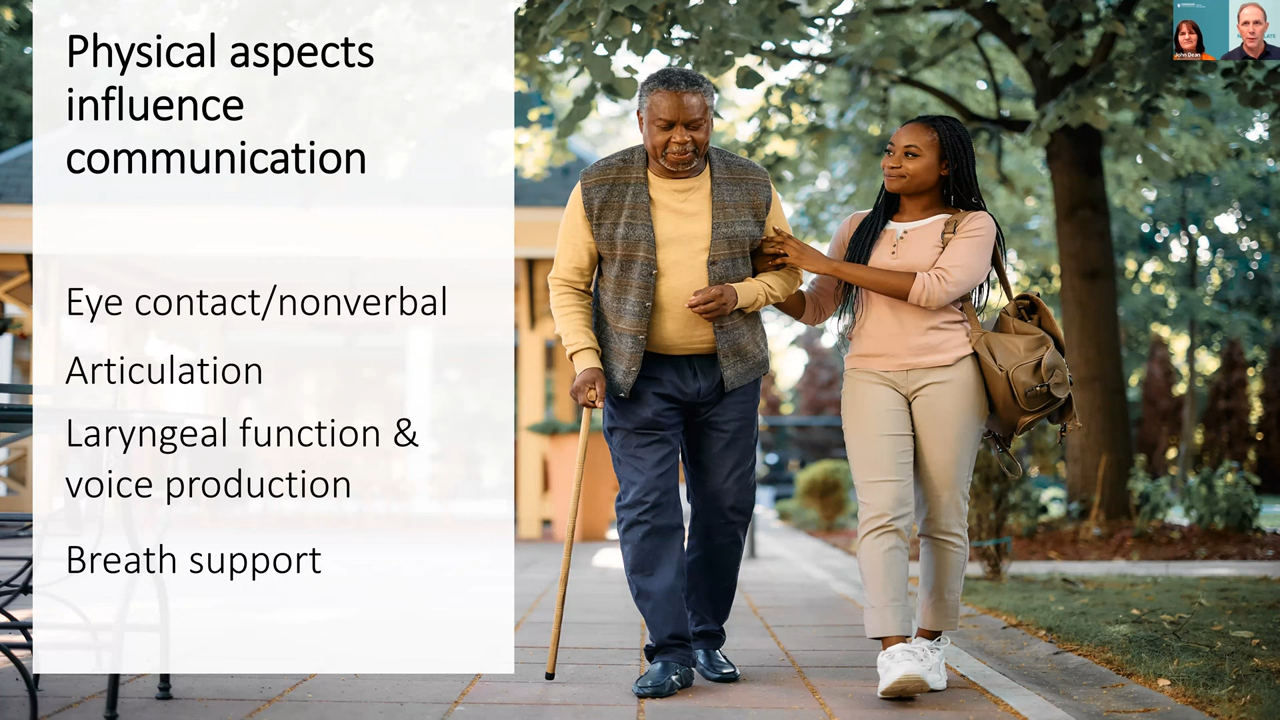 Physical aspects
influence
communication
Eye contact/nonverbal
Articulation
Laryngeal function &
voice production
Breath support
John Dean